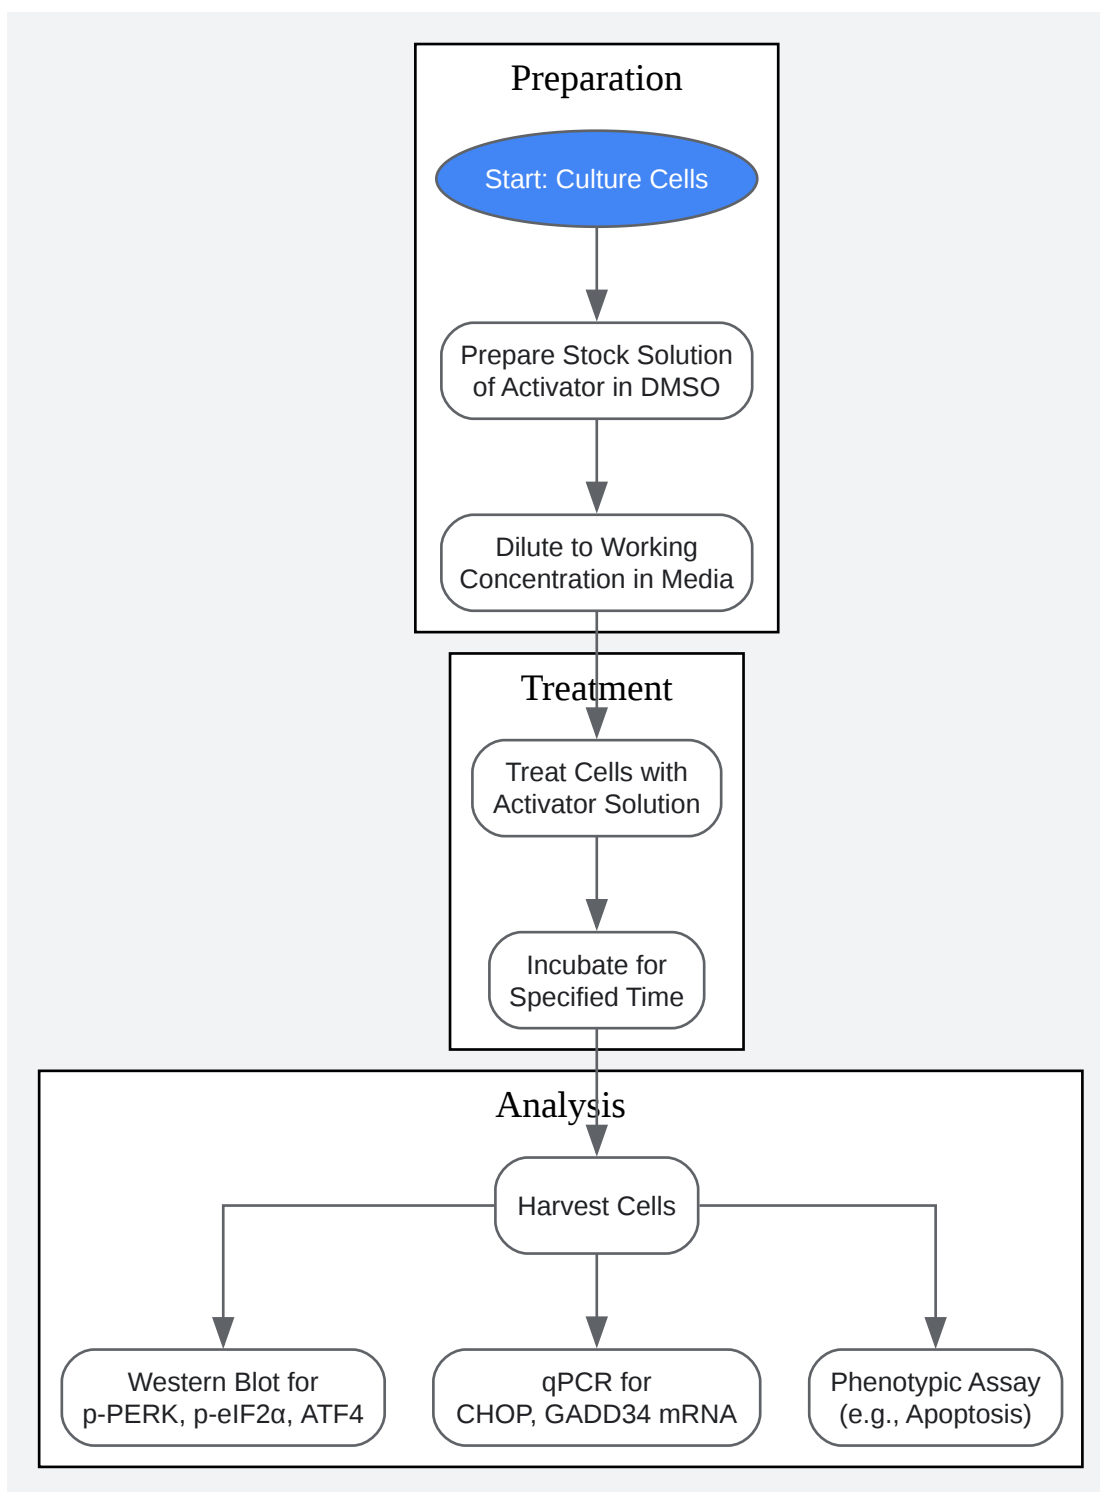 Preparation
Start: Culture Cells
Prepare Stock Solution
of Activator in DMSO
Dilute to Working
Concentration in Media
Treatment
Treat Cells with
Activator Solution
Incubate for
Specified Time
Analysis
Harvest Cells
Western Blot for
p-PERK, p-eIF2α, ATF4
qPCR for
CHOP, GADD34 mRNA
Phenotypic Assay
(e.g., Apoptosis)